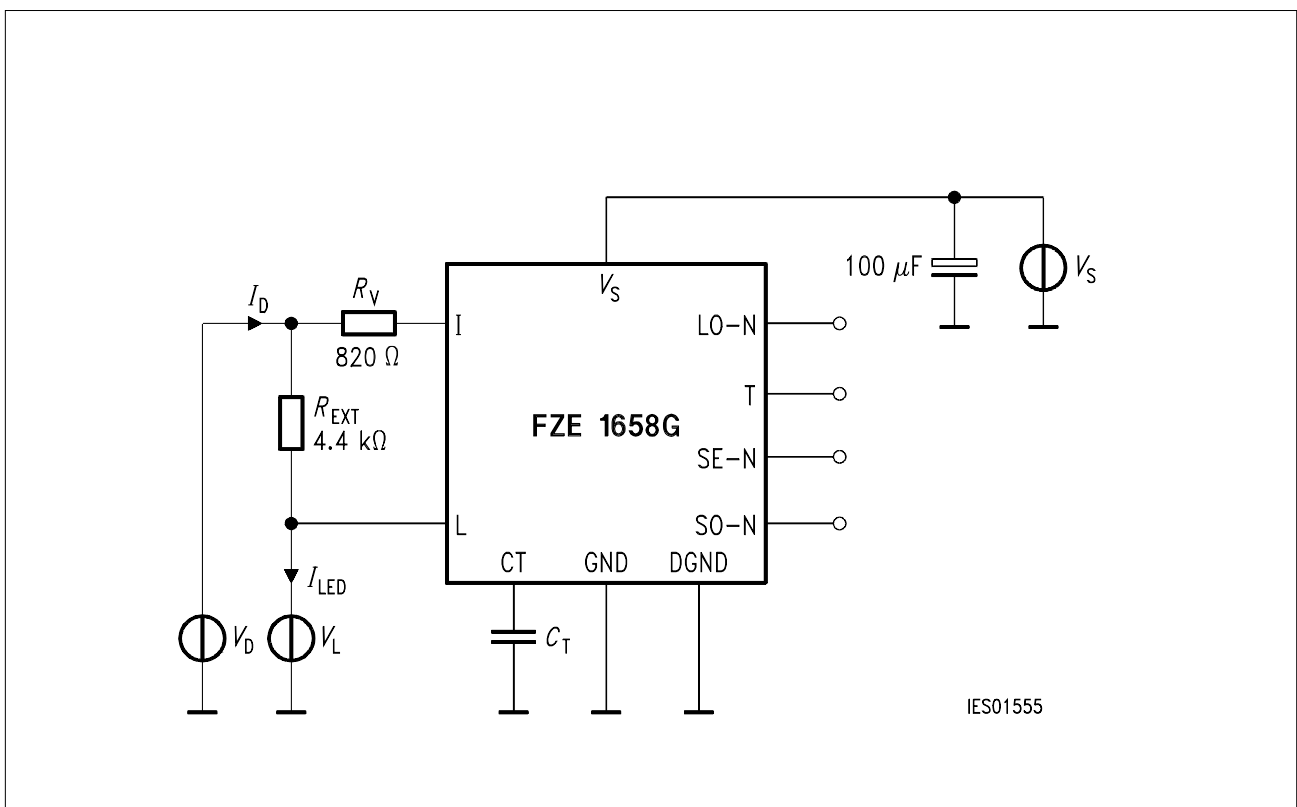 100 μF
V_S
V_S
I_D
R_V
I
LO–N
820 Ω
T
R_EXT
4.4 kΩ
FZE 1658G
SE–N
L
SO–N
CT
GND
DGND
I_LED
V_D
V_L
C_T
IES01555